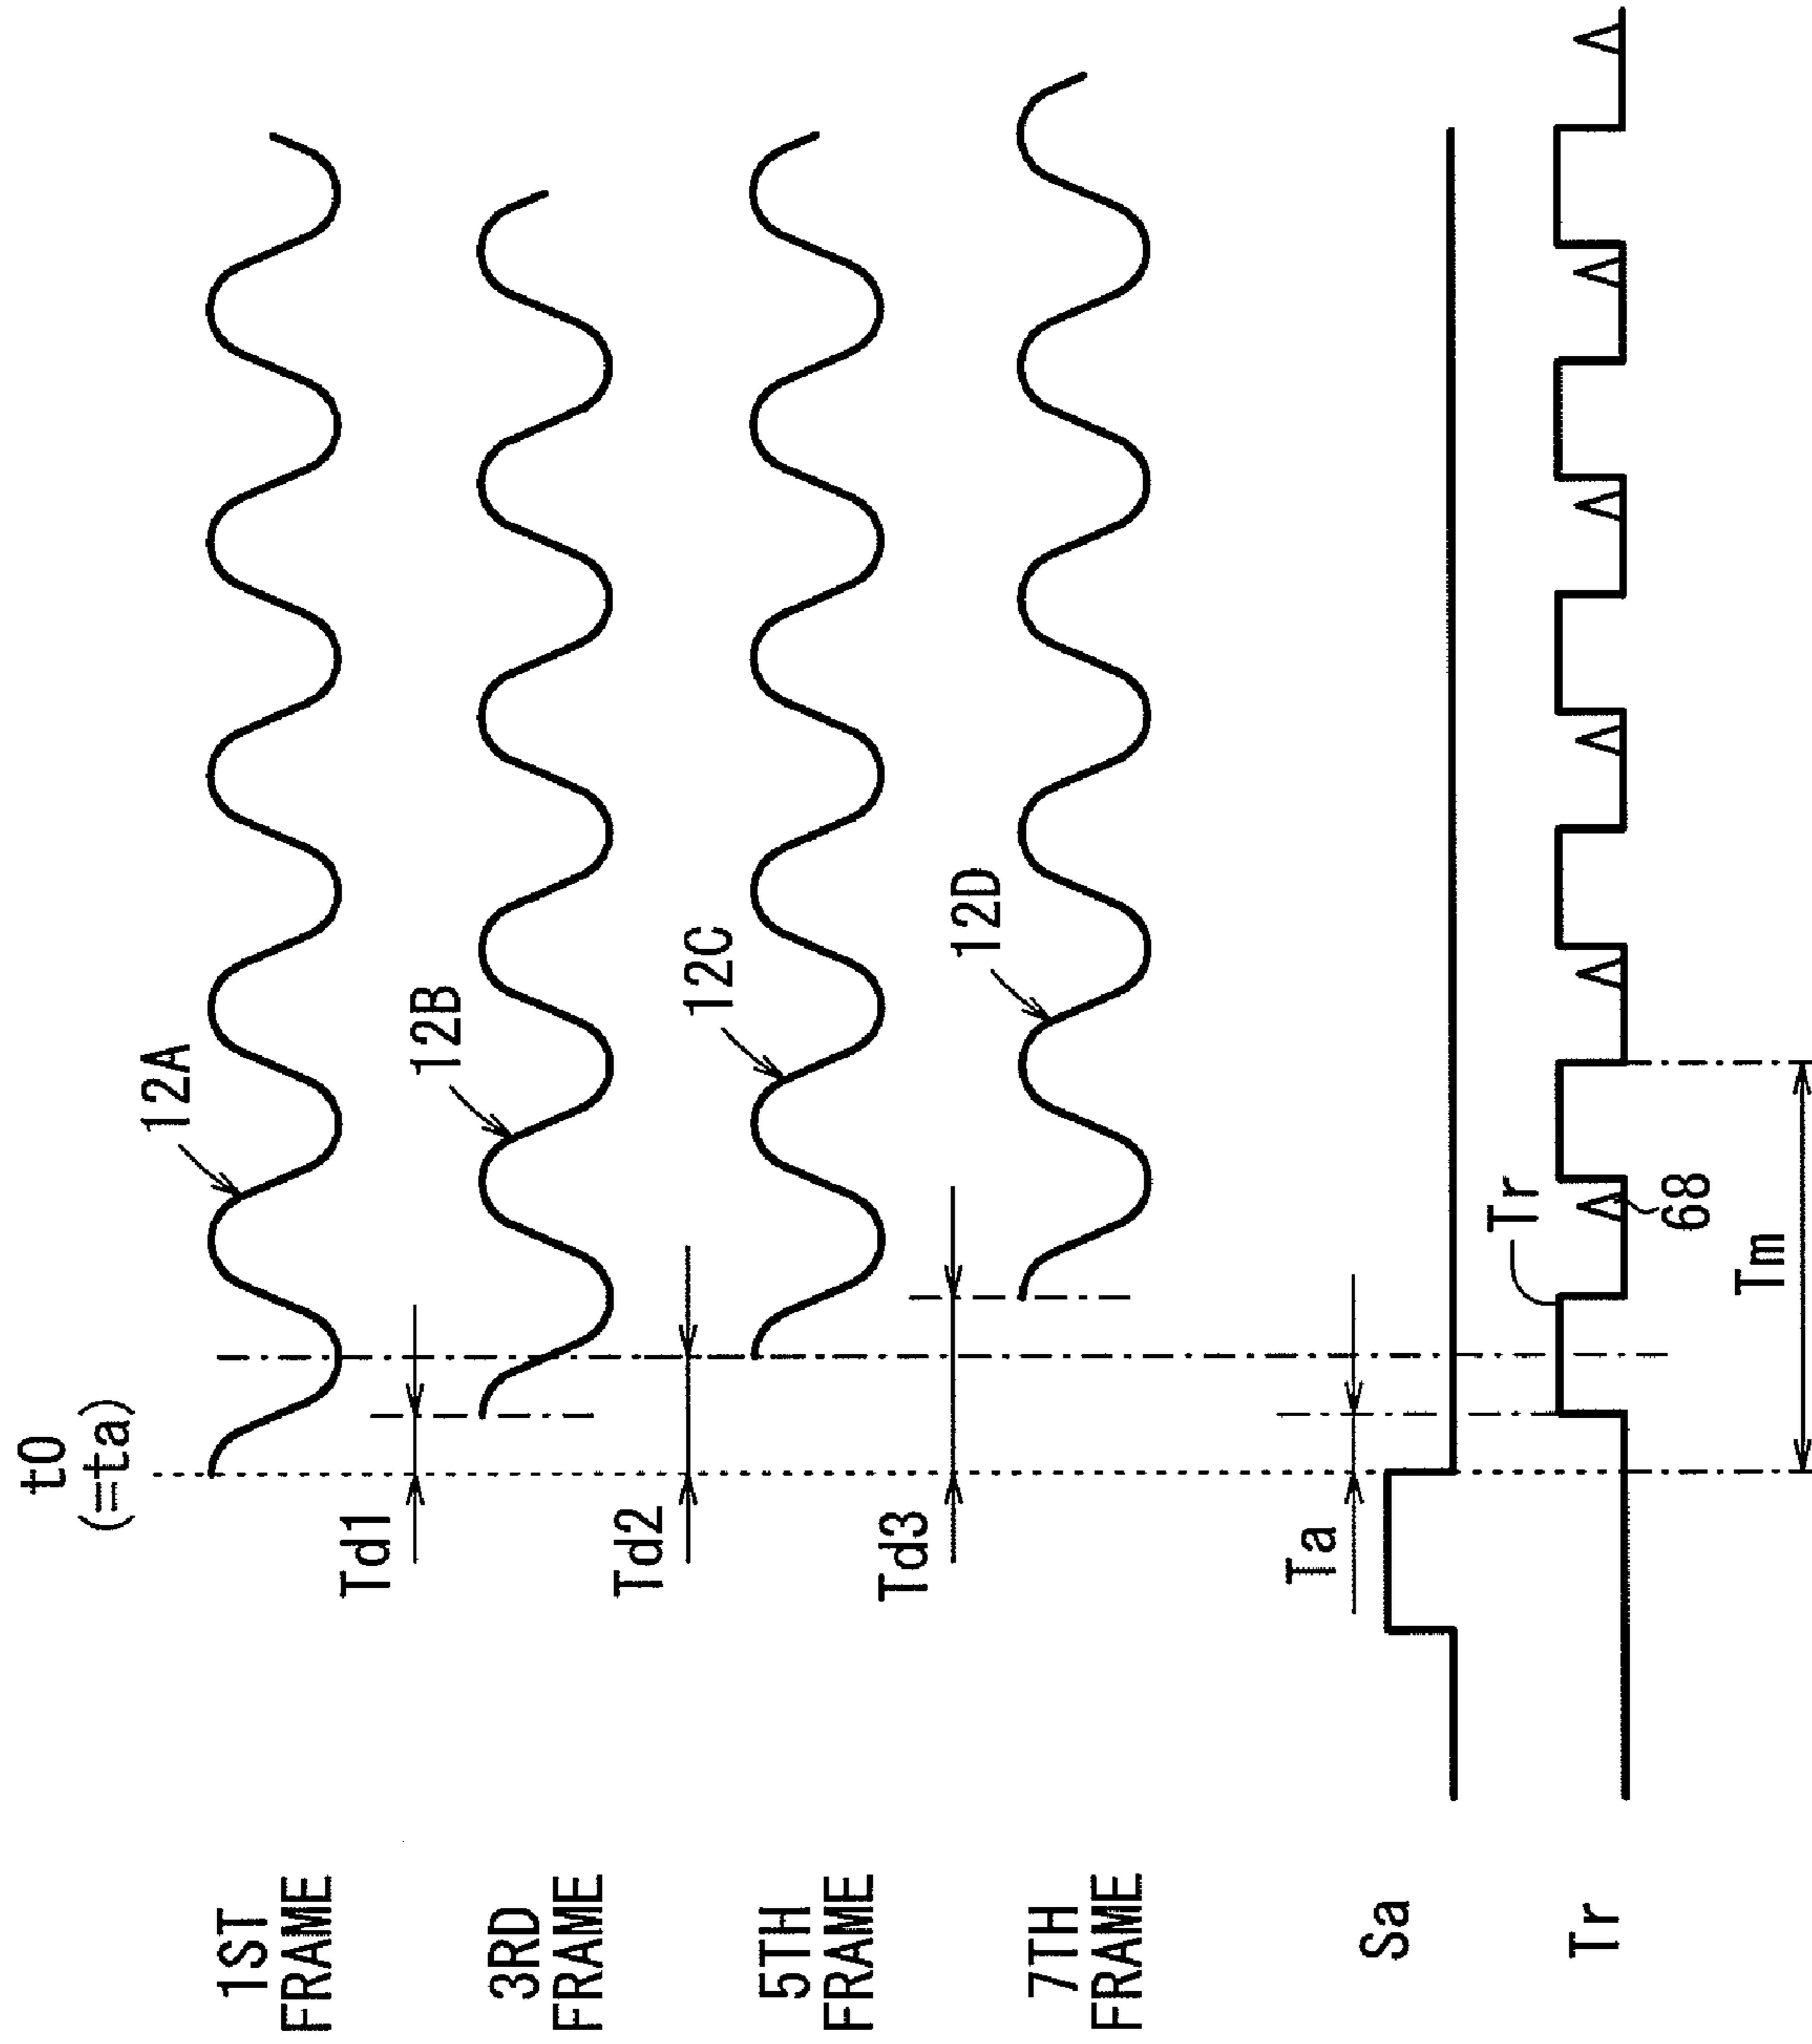 t0
(=ta)
1ST
FRAME
12A
Td1
3RD
FRAME
12B
Td2
5TH
FRAME
12C
Td3
7TH
FRAME
12D
Ta
Sa
Tr
Tr
68
Tm